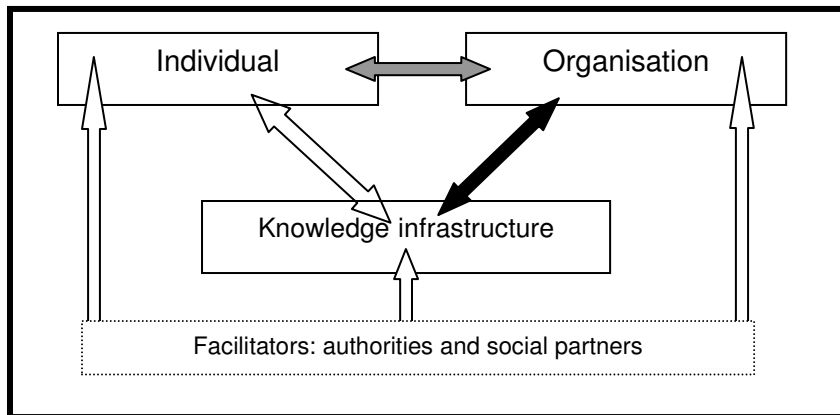 Individual
Organisation
Knowledge infrastructure
Facilitators: authorities and social partners